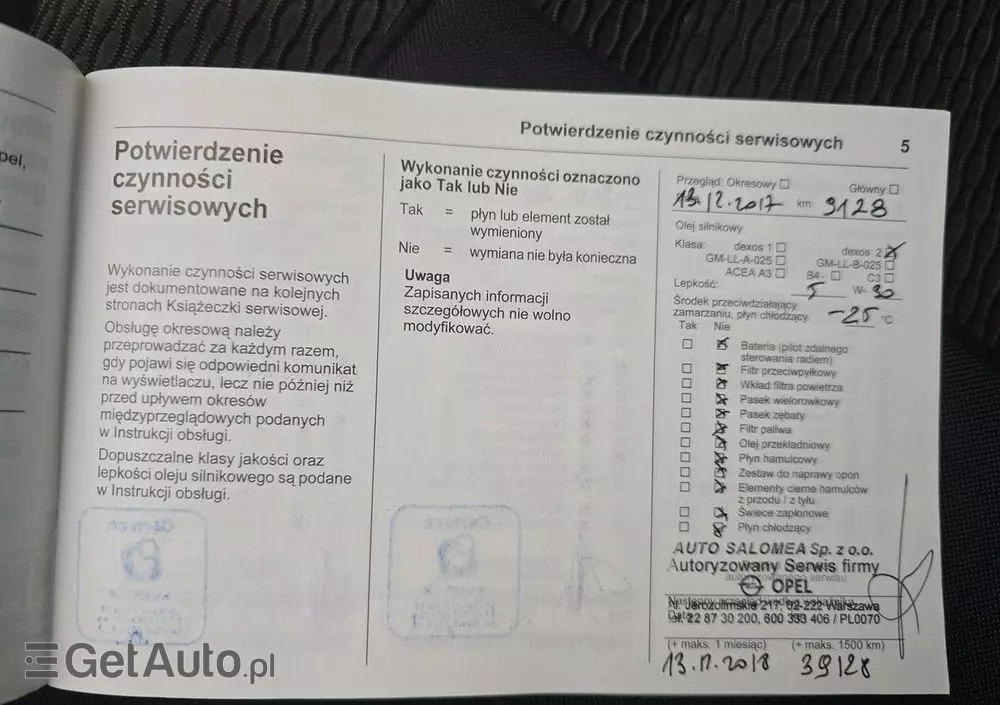 pel,
Potwierdzenie czynności serwisowych 5
Potwierdzenie
czynności
serwisowych
Wykonanie czynności serwisowych
jest dokumentowane na kolejnych
stronach Książeczki serwisowej.
Obsługę okresową należy
przeprowadzać za każdym razem,
gdy pojawi się odpowiedni komunikat
na wyświetlaczu, lecz nie później niż
przed upływem okresów
międzyprzeglądowych podanych
w Instrukcji obsługi.
Dopuszczalne klasy jakości oraz
lepkości oleju silnikowego są podane
w Instrukcji obsługi.
Wykonanie czynności oznaczono
jako Tak lub Nie
Tak = płyn lub element został
wymieniony
Nie = wymiana nie była konieczna
Uwaga
Zapisanych informacji
szczegółowych nie wolno
modyfikować.
Przegląd: Okresowy Główny
13.12.2017 km 9128
Olej silnikowy
Klasa: dexos 1 dexos 2
GM-LL-A-025 GM-LL-B-025
ACEA A3 B4- C3
Lepkość: 5 W- 30
Środek przeciwdziałający
zamarzaniu, płyn chłodzący -25 °C
Tak Nie
Bateria (pilot zdalnego
sterowania radiem)
Filtr przeciwpyłkowy
Wkład filtra powietrza
Pasek wielorowkowy
Pasek zębaty
Filtr paliwa
Olej przekładniowy
Płyn hamulcowy
Zestaw do naprawy opon
Elementy cierne hamulców
z przodu / z tyłu
Świece zapłonowe
Płyn chłodzący
AUTO SALOMEA Sp. z o.o.
Autoryzowany Serwis firmy
autoryzowanego serwisu
OPEL
Jerozolimskie 217, 02-222 Warszawa
tel. 22 87 30 200, 600 393 406 / PL0070
(+ maks. 1 miesiąc) (+ maks. 1500 km)
13.12.2018 39128
GetAuto.pl